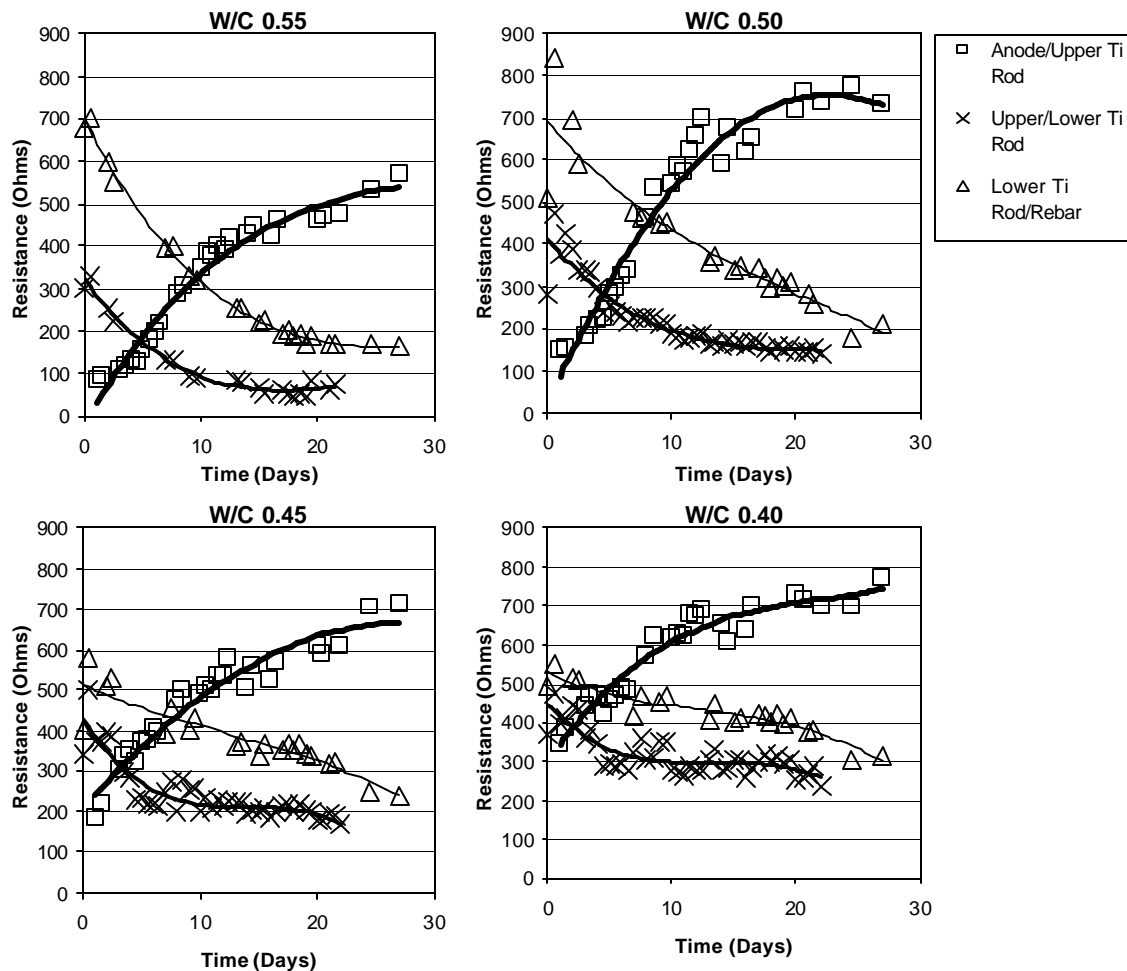 W/C 0.55
900
800
700
600
500
400
300
200
100
0
Resistance (Ohms)
0 10 20 30
Time (Days)
W/C 0.50
900
800
700
600
500
400
300
200
100
0
Resistance (Ohms)
0 10 20 30
Time (Days)
Anode/Upper Ti
Rod
Upper/Lower Ti
Rod
Lower Ti
Rod/Rebar
W/C 0.45
900
800
700
600
500
400
300
200
100
0
Resistance (Ohms)
0 10 20 30
Time (Days)
W/C 0.40
900
800
700
600
500
400
300
200
100
0
Resistance (Ohms)
0 10 20 30
Time (Days)